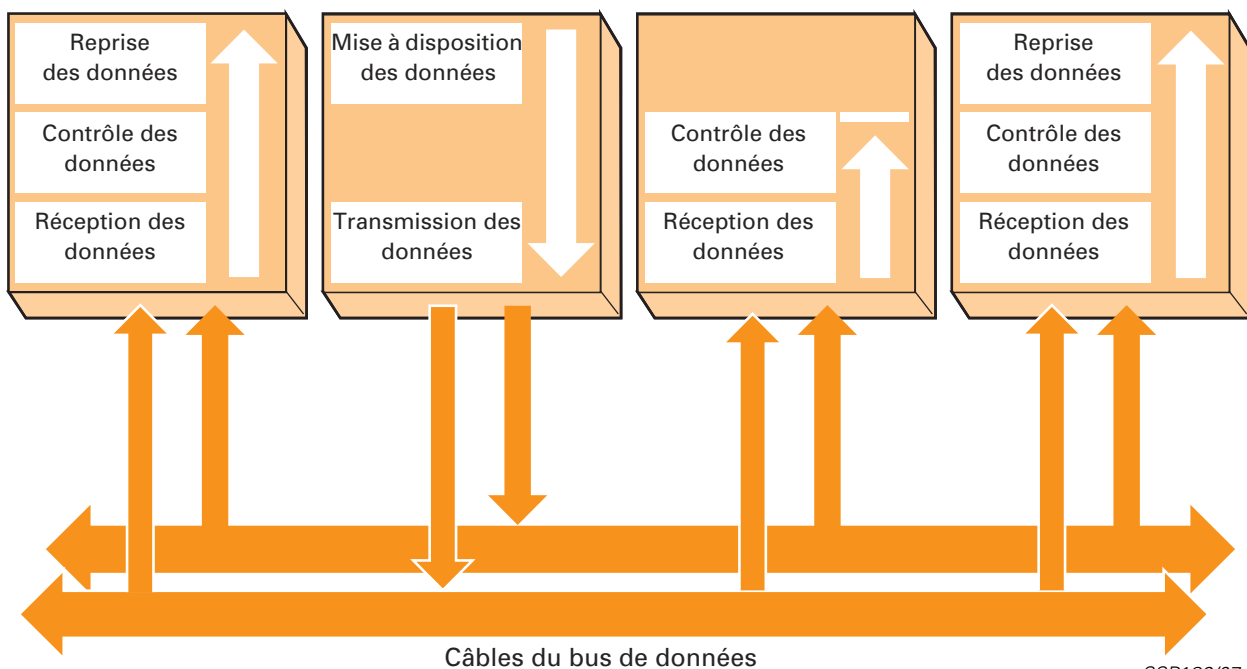 Reprise
des données
Contrôle des
données
Réception des
données
Mise à disposition
des données
Transmission des
données
Contrôle des
données
Réception des
données
Reprise
des données
Contrôle des
données
Réception des
données
Câbles du bus de données